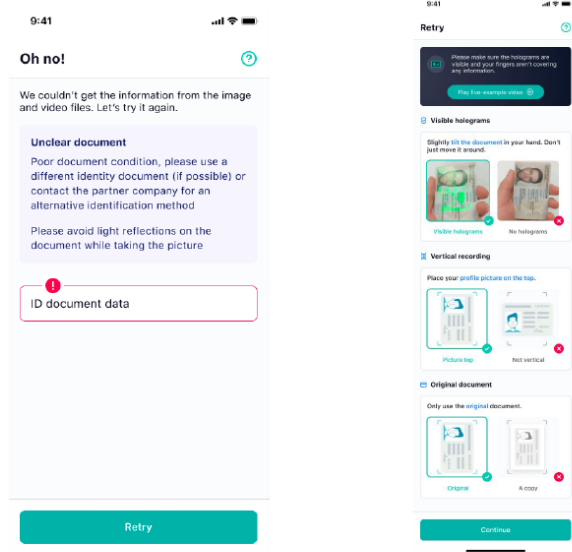 9:41
Oh no!
We couldn't get the information from the image
and video files. Let's try it again.
Unclear document
Poor document condition, please use a
different identity document (if possible) or
contact the partner company for an
alternative identification method
Please avoid light reflections on the
document while taking the picture
ID document data
Retry
9:41
Retry
Please make sure the holograms are
visible and your fingers aren't covering
any information.
Play live-example video
Visible holograms
Slightly tilt the document in your hand. Don't
just move it around.
Visible holograms
No holograms
Vertical recording
Place your profile picture on the top.
Picture top
Not vertical
Original document
Only use the original document.
Original
A copy
Continue